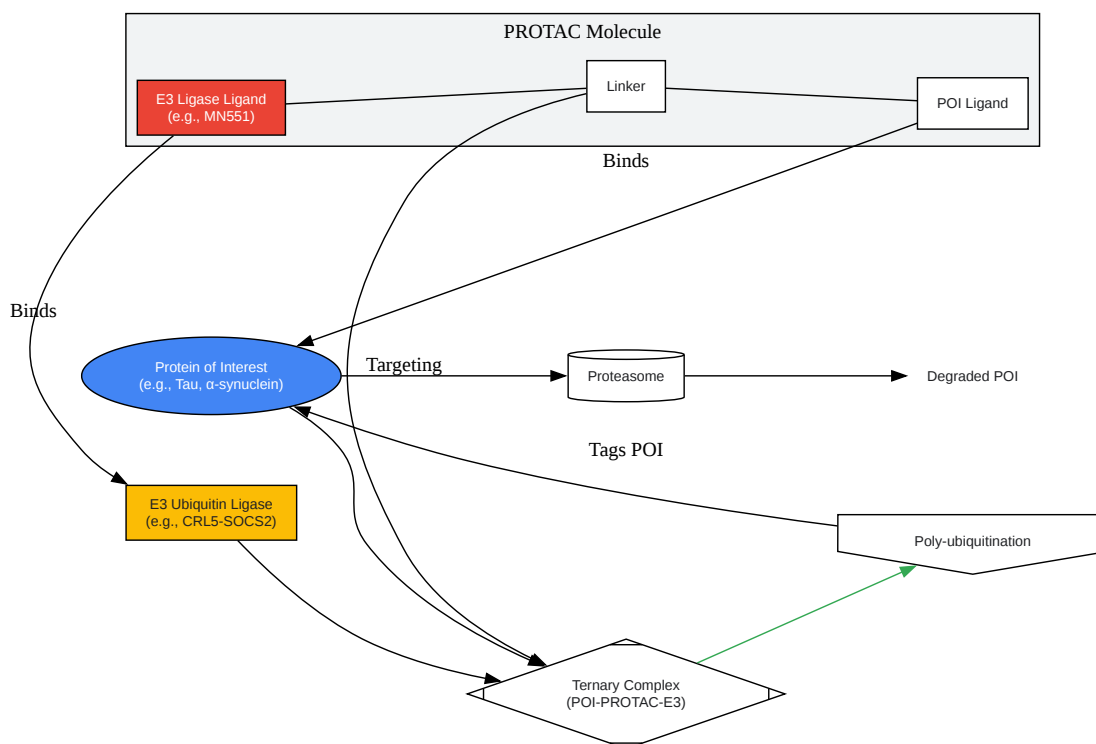 PROTAC Molecule
E3 Ligase Ligand
(e.g., MN551)
Linker
POI Ligand
Binds
Binds
Protein of Interest
(e.g., Tau, α-synuclein)
Targeting
Proteasome
Degraded POI
Tags POI
E3 Ubiquitin Ligase
(e.g., CRL5-SOCS2)
Poly-ubiquitination
Ternary Complex
(POI-PROTAC-E3)